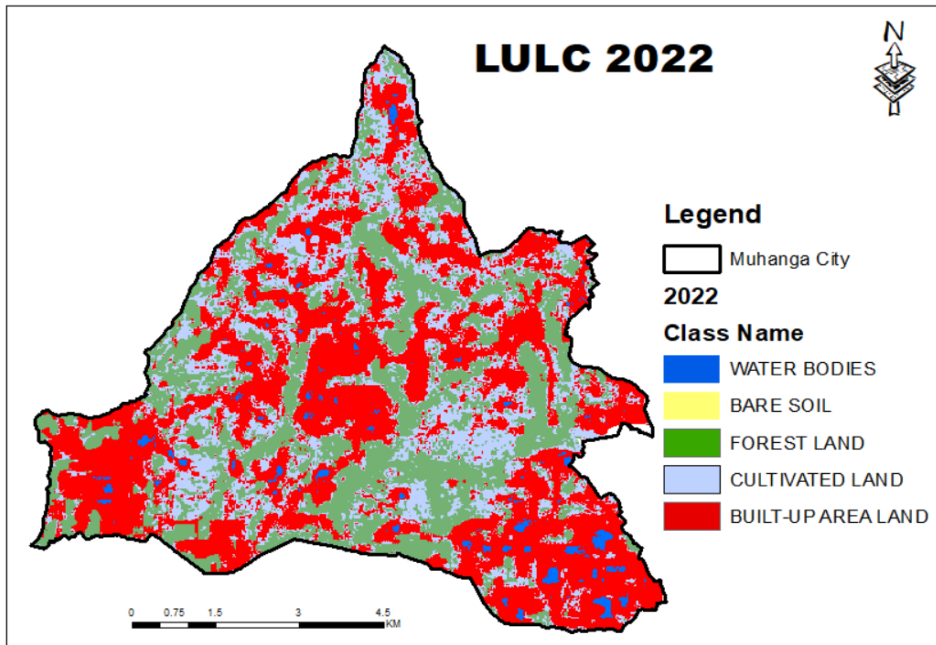 LULC 2022
N
Legend
Muhanga City
2022
Class Name
WATER BODIES
BARE SOIL
FOREST LAND
CULTIVATED LAND
BUILT-UP AREA LAND
0 0.75 1.5 3 4.5
KM